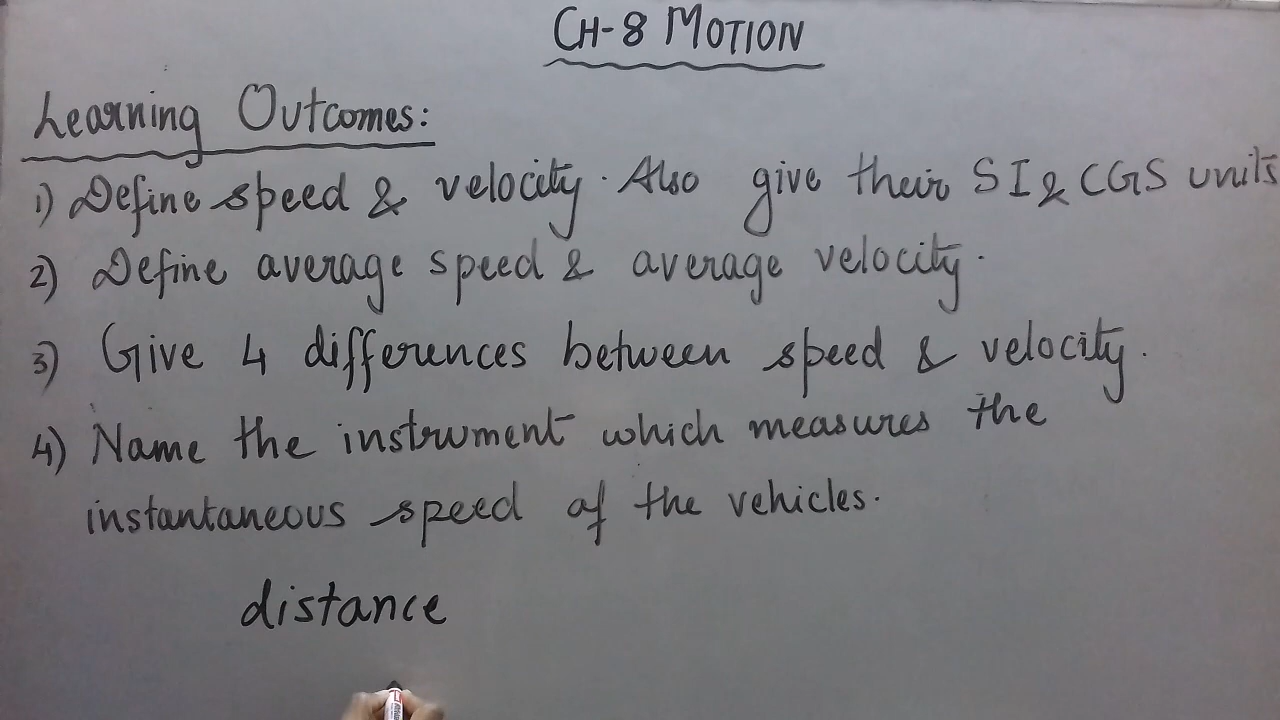 CH-8 MOTION
Learning Outcomes:
1) Define speed & velocity. Also give their SI & CGS units
2) Define average speed & average velocity.
3) Give 4 differences between speed & velocity.
4) Name the instrument which measures the
instantaneous speed of the vehicles.
distance